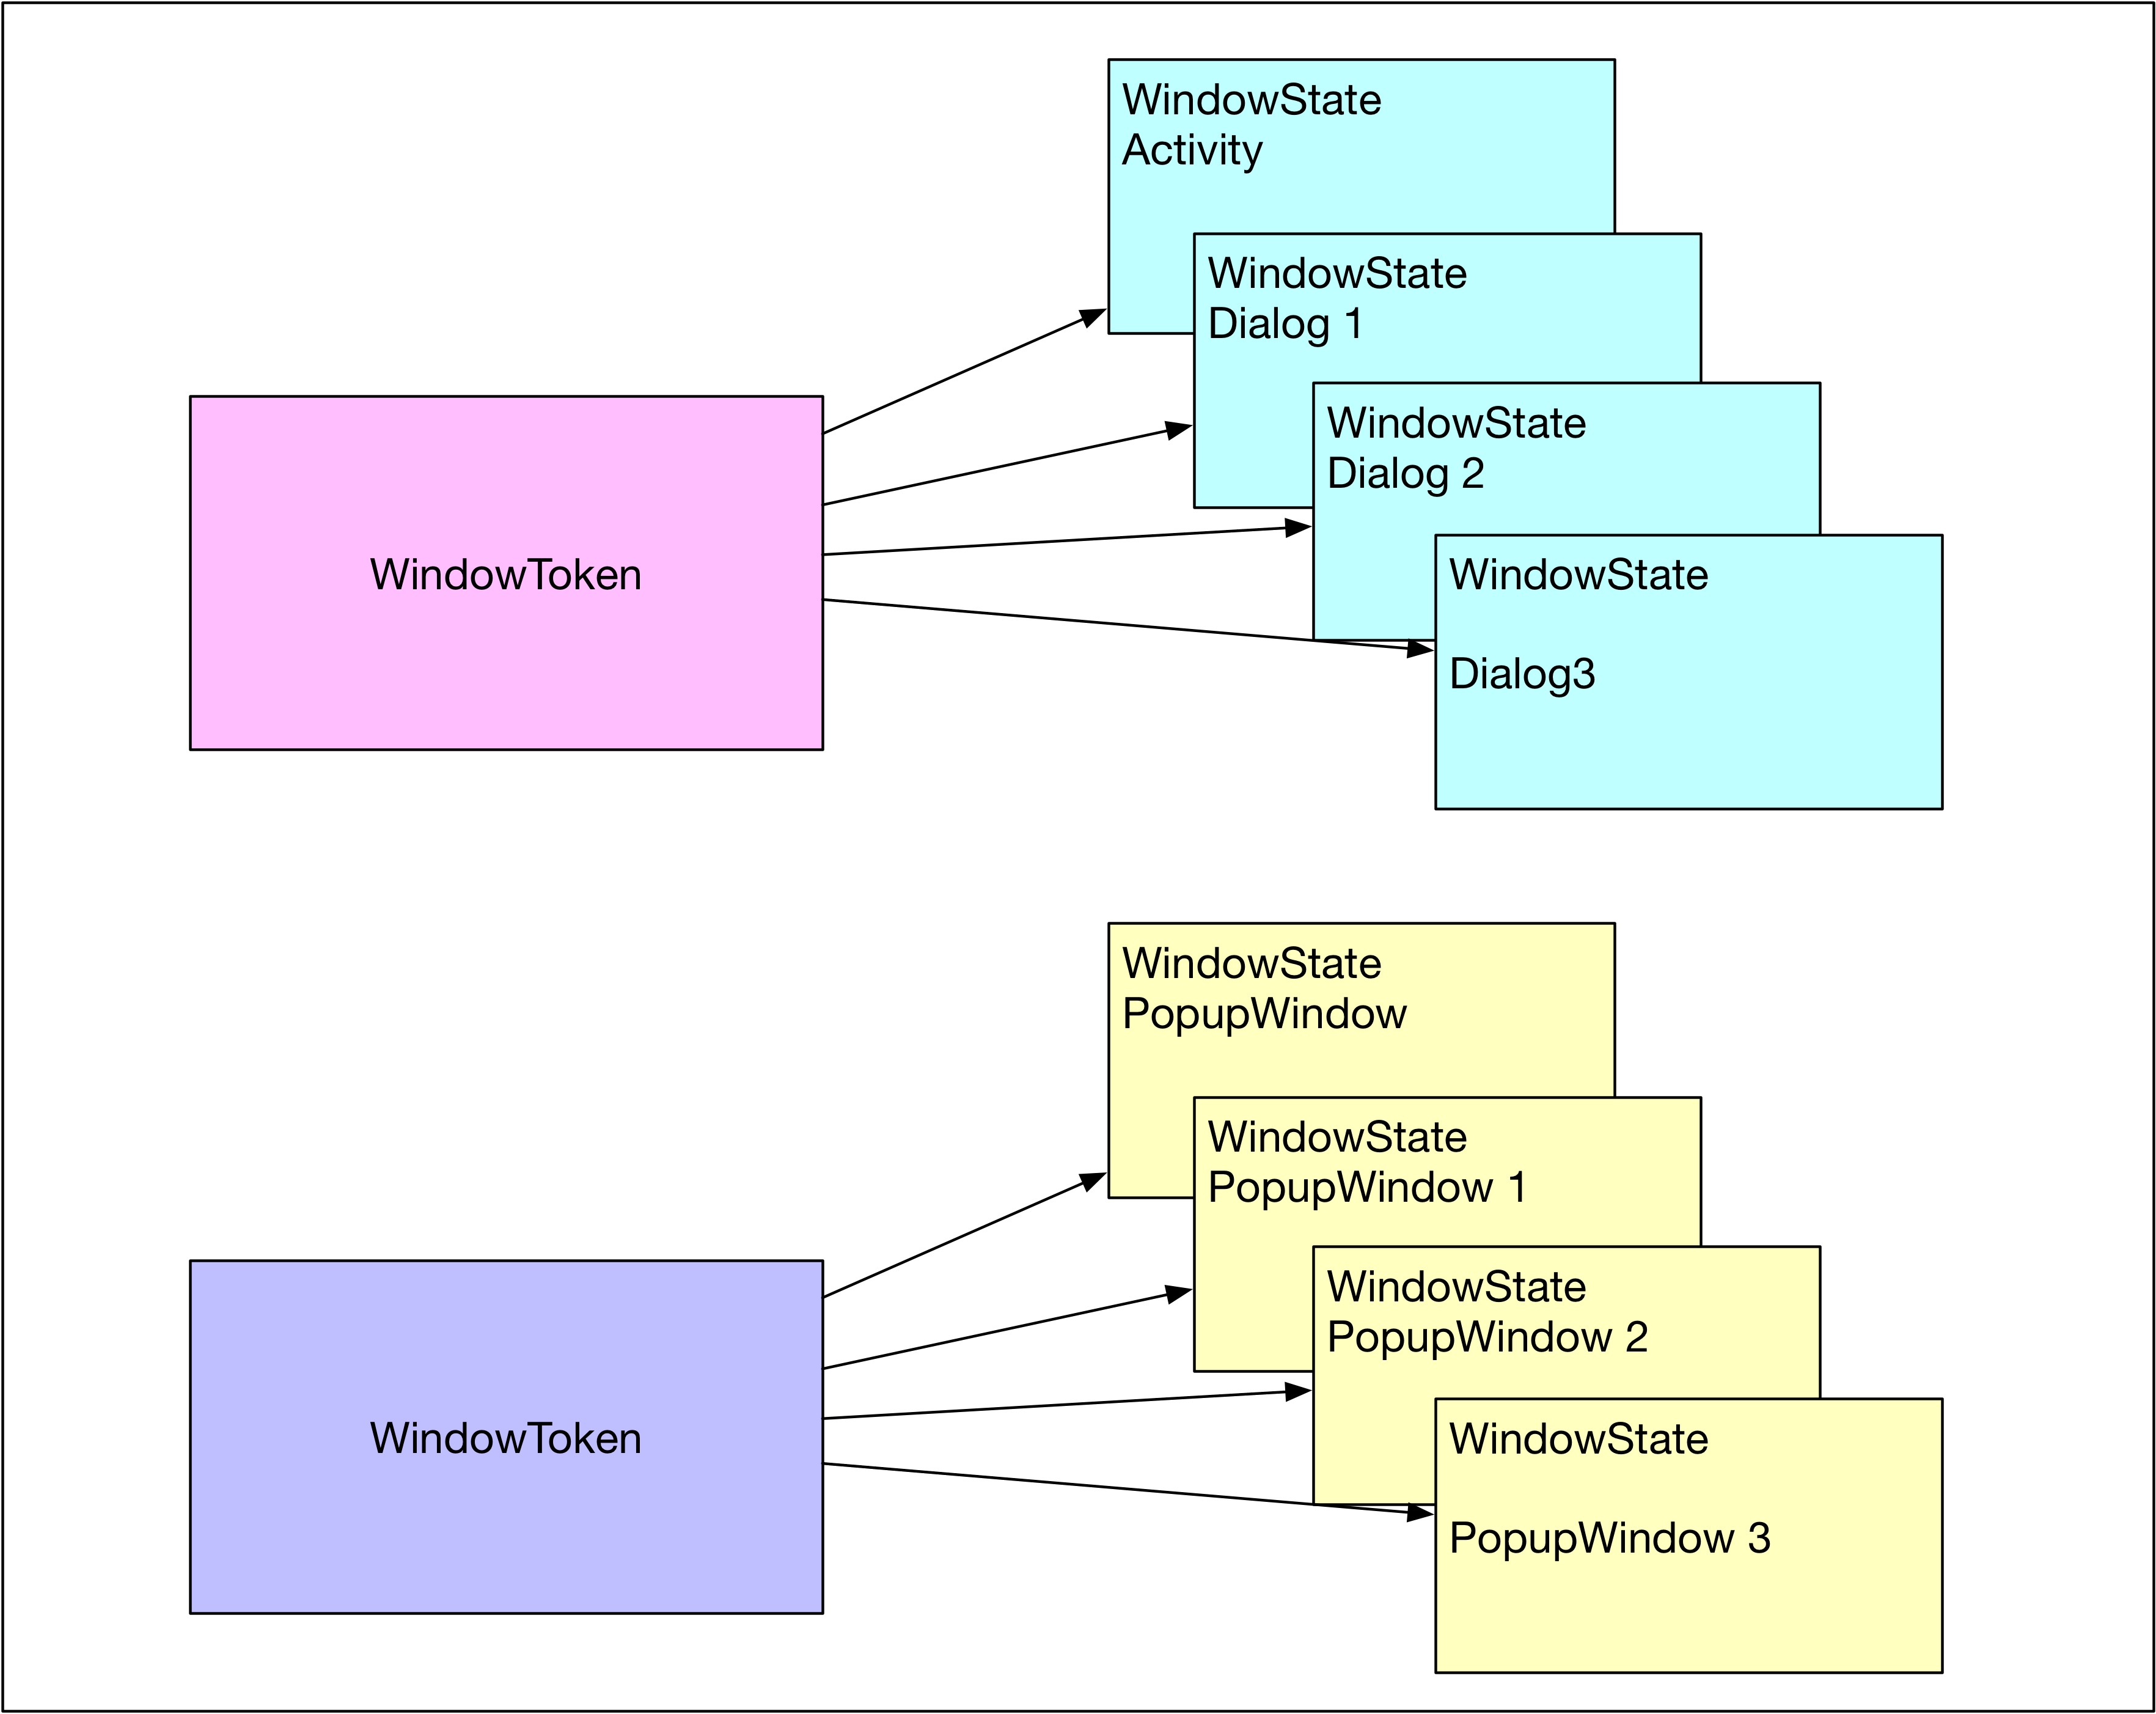 WindowState
Activity
WindowState
Dialog 1
WindowState
Dialog 2
WindowToken
WindowState
Dialog3
WindowState
PopupWindow
WindowState
PopupWindow 1
WindowState
PopupWindow 2
WindowToken
WindowState
PopupWindow 3